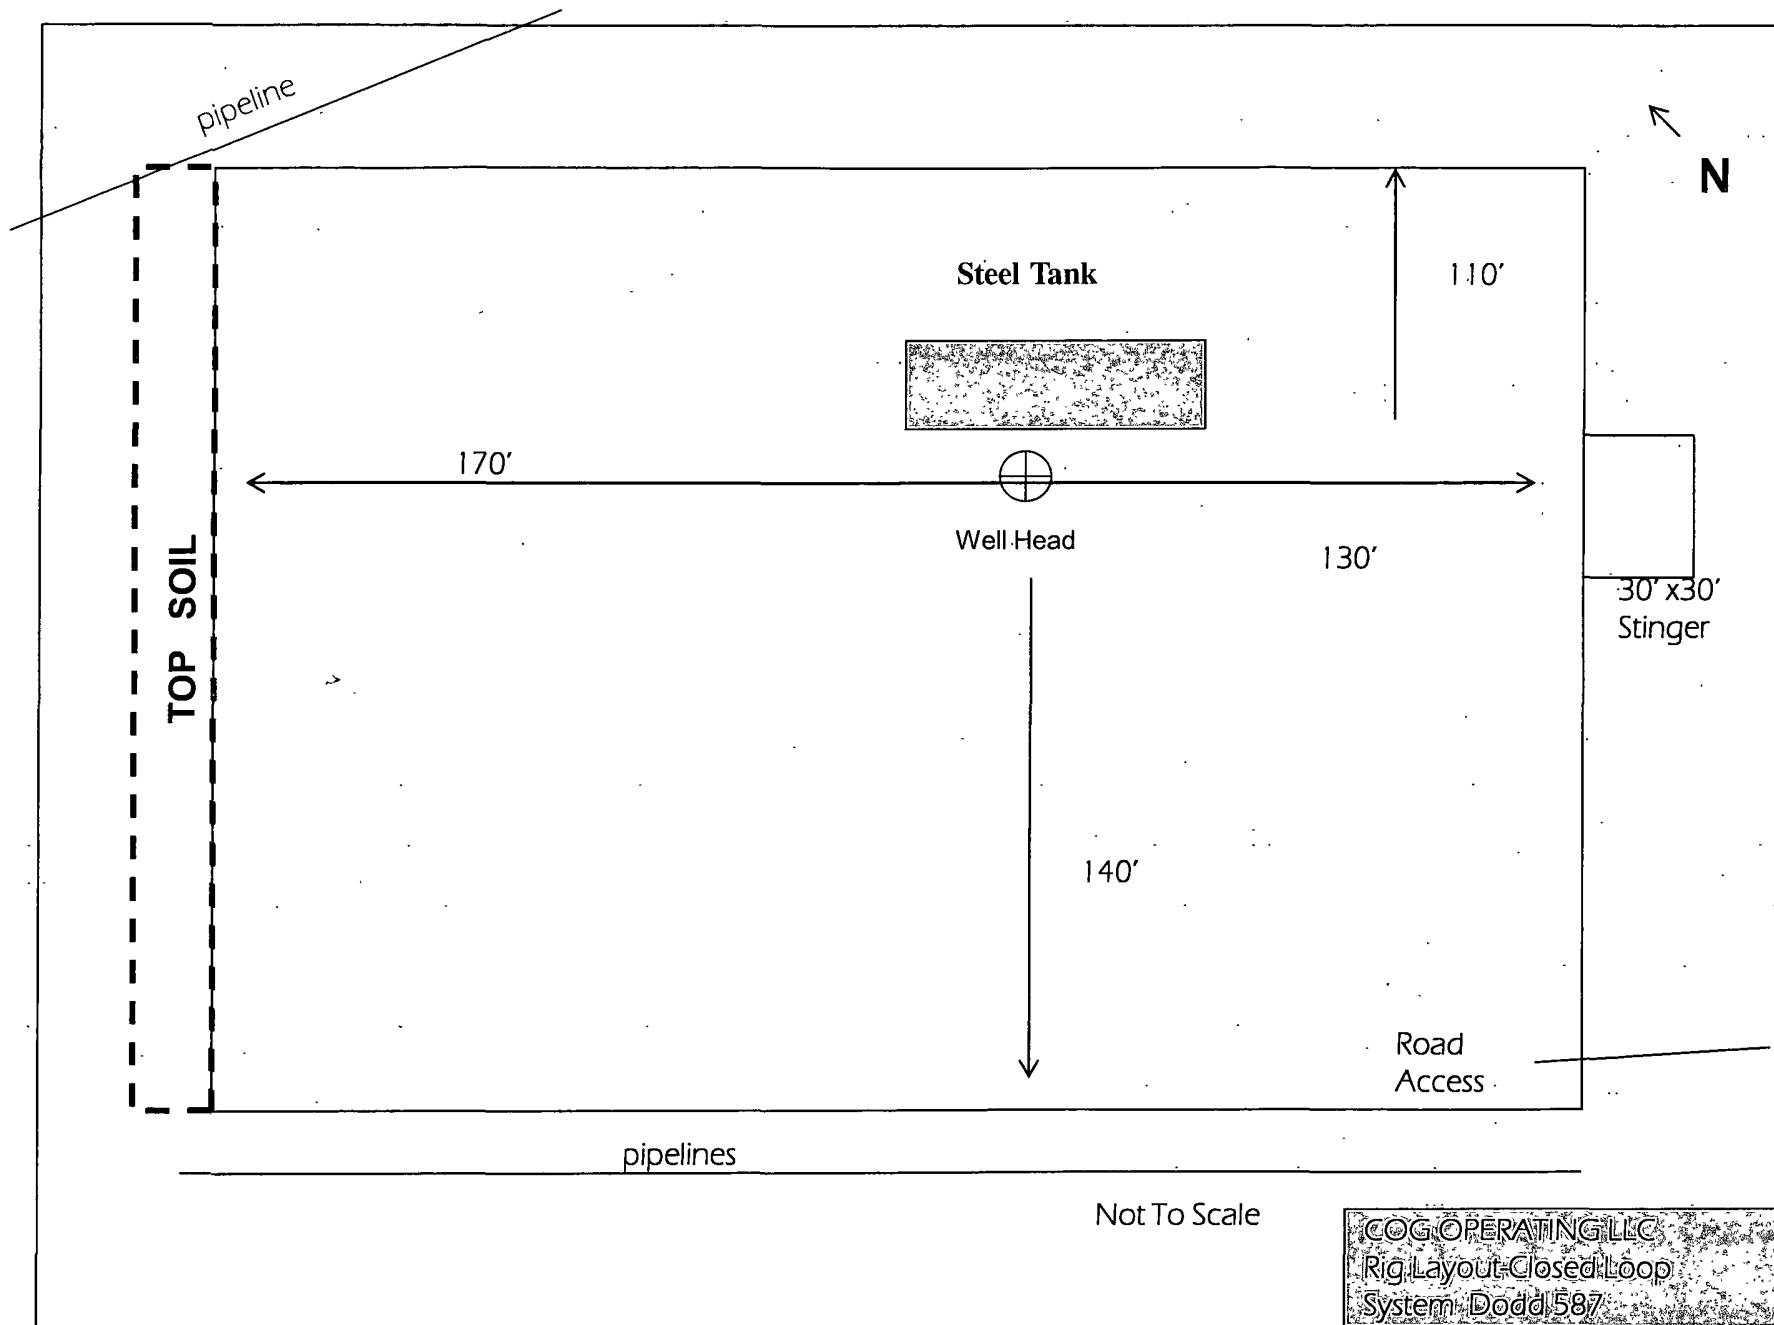 pipeline
N
Steel Tank
110'
170'
Well Head
130'
30' x30'
Stinger
TOP SOIL
140'
Road
Access
pipelines
Not To Scale
COG OPERATING LLC
Rig Layout-Closed Loop
System Dodd 587